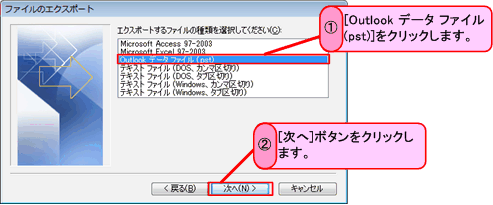 ファイルのエクスポート
エクスポートするファイルの種類を選択してください(C):
Microsoft Access 97-2003
Microsoft Excel 97-2003
Outlook データ ファイル (.pst)
テキスト ファイル (DOS、カンマ区切り)
テキスト ファイル (DOS、タブ区切り)
テキスト ファイル (Windows、カンマ区切り)
テキスト ファイル (Windows、タブ区切り)
①
[Outlook データ ファイル
(pst)]をクリックします。
②
[次へ]ボタンをクリックし
ます。
< 戻る(B)
次へ(N) >
キャンセル